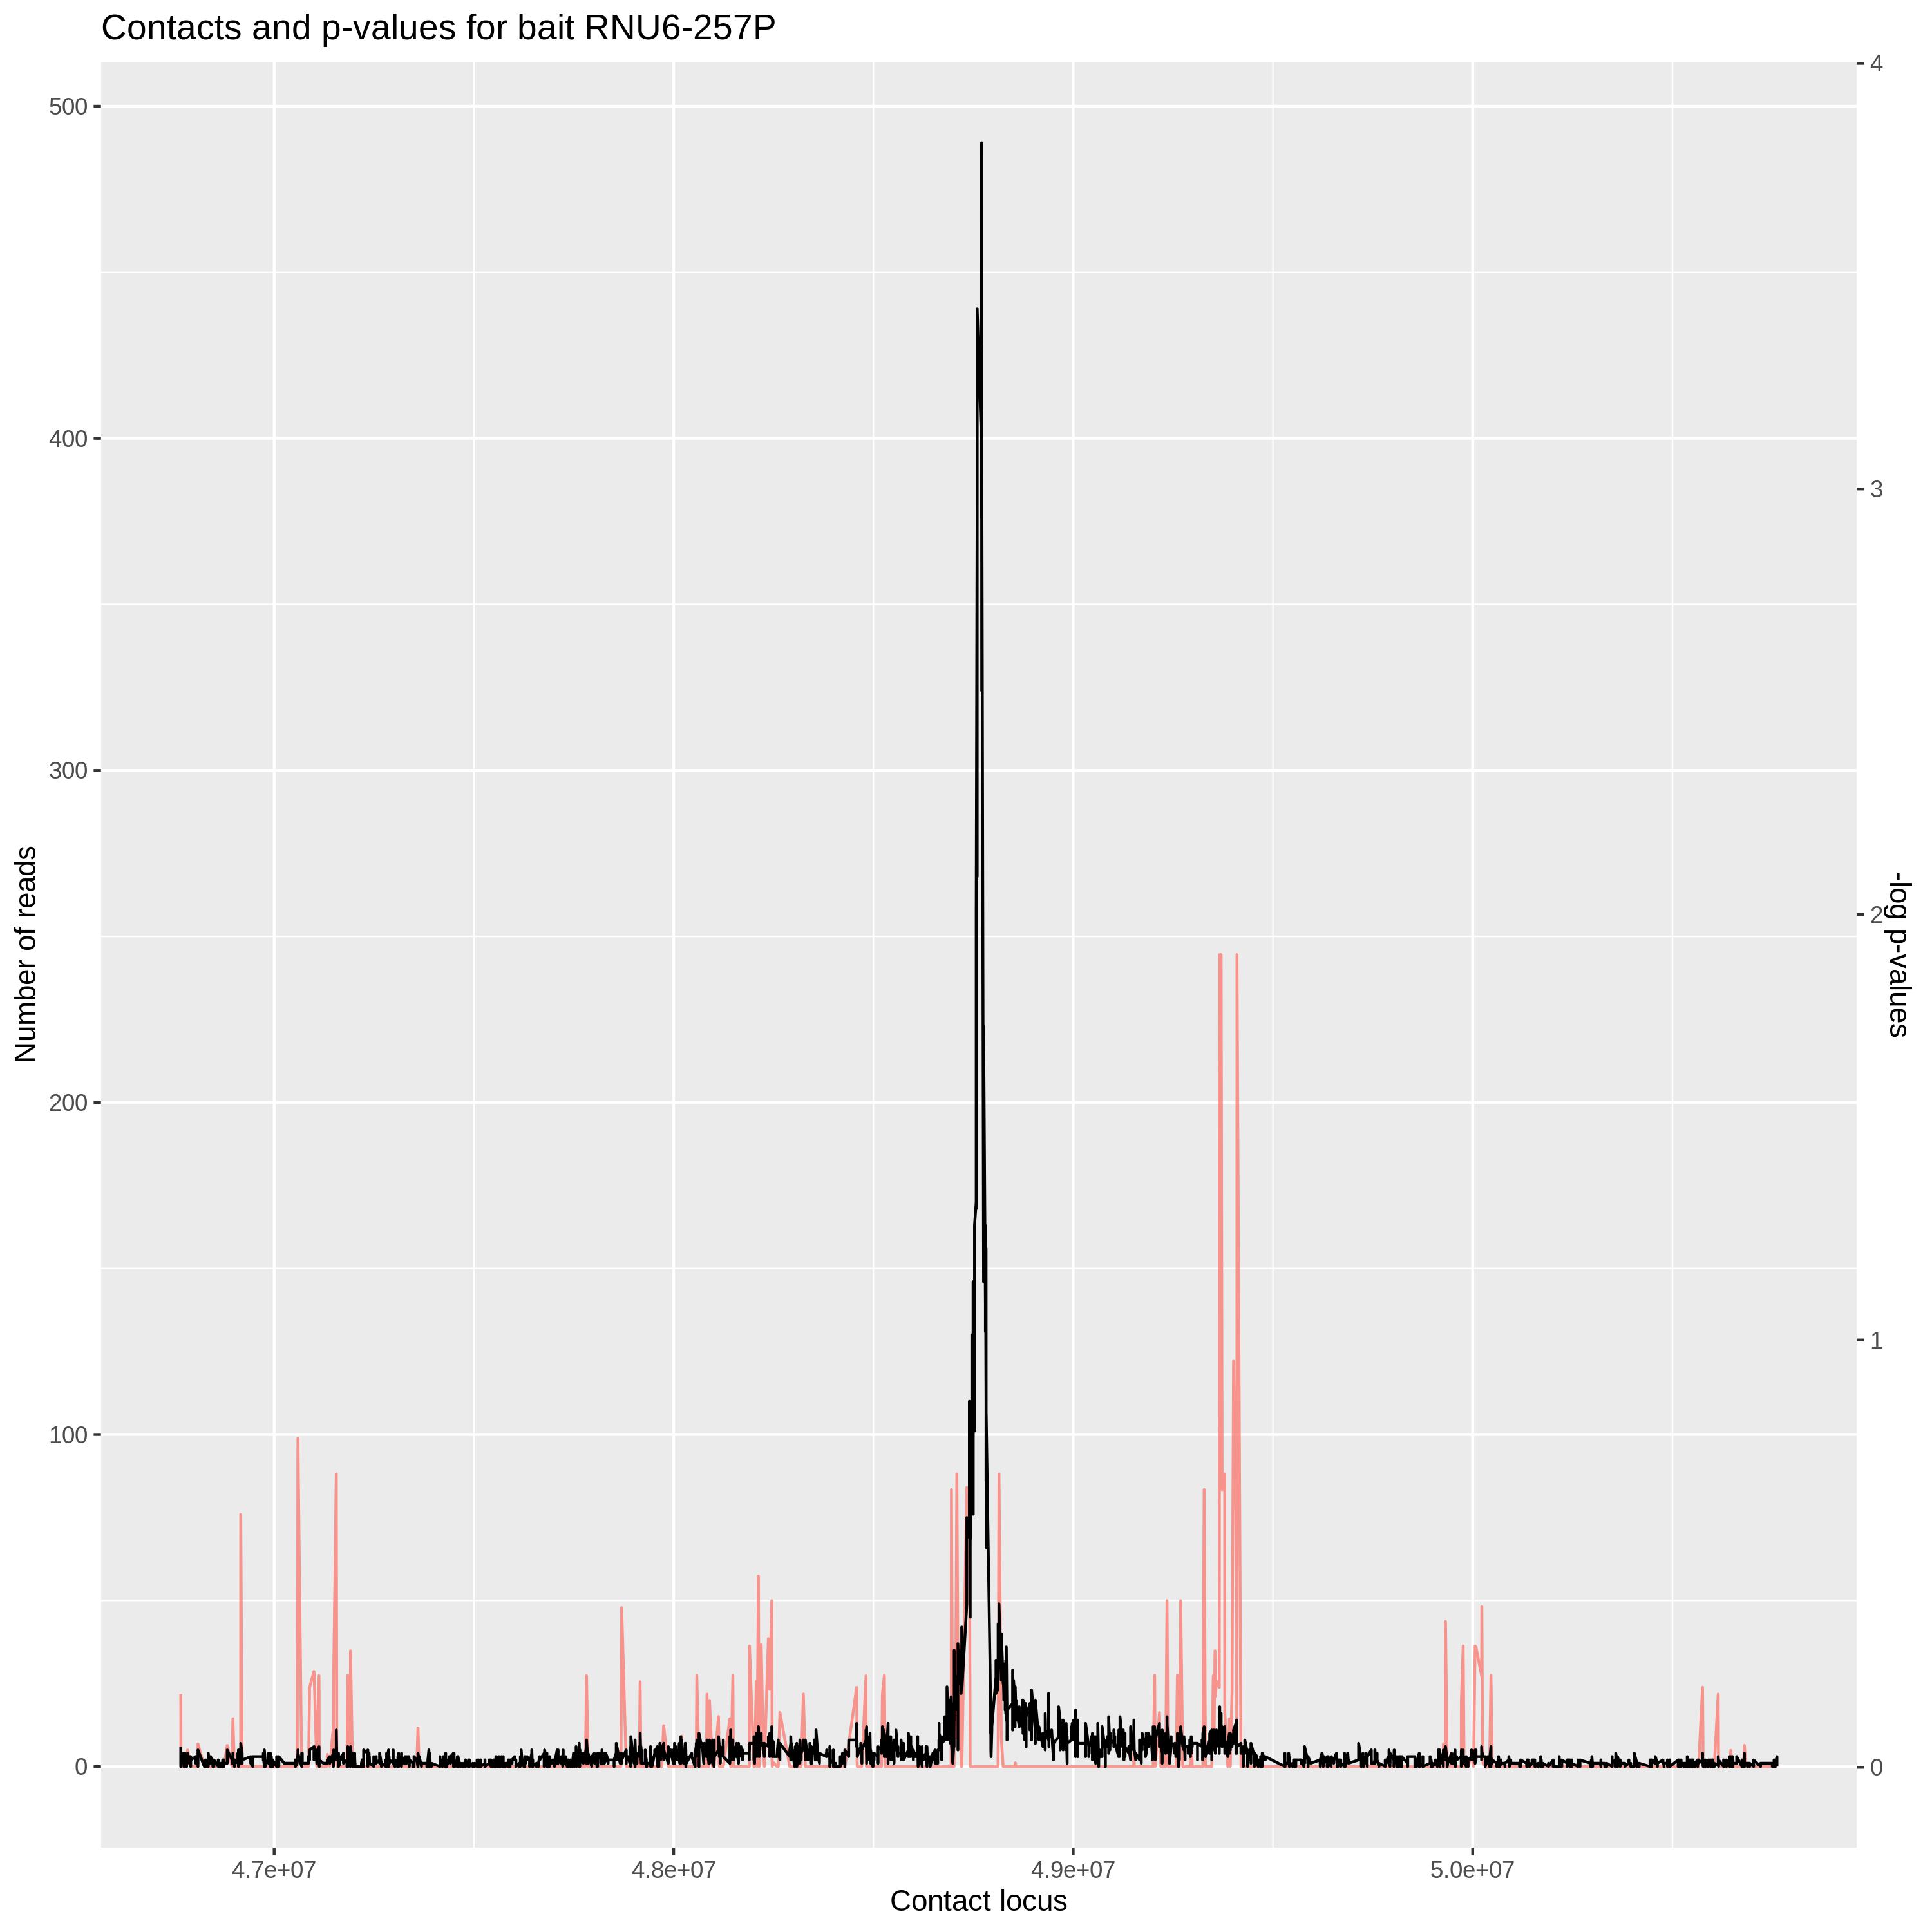 Contacts and p-values for bait RNU6-257P
500
400
300
200
100
0
Number of reads
4
3
2
1
0
-log p-values
4.7e+07
4.8e+07
4.9e+07
5.0e+07
Contact locus